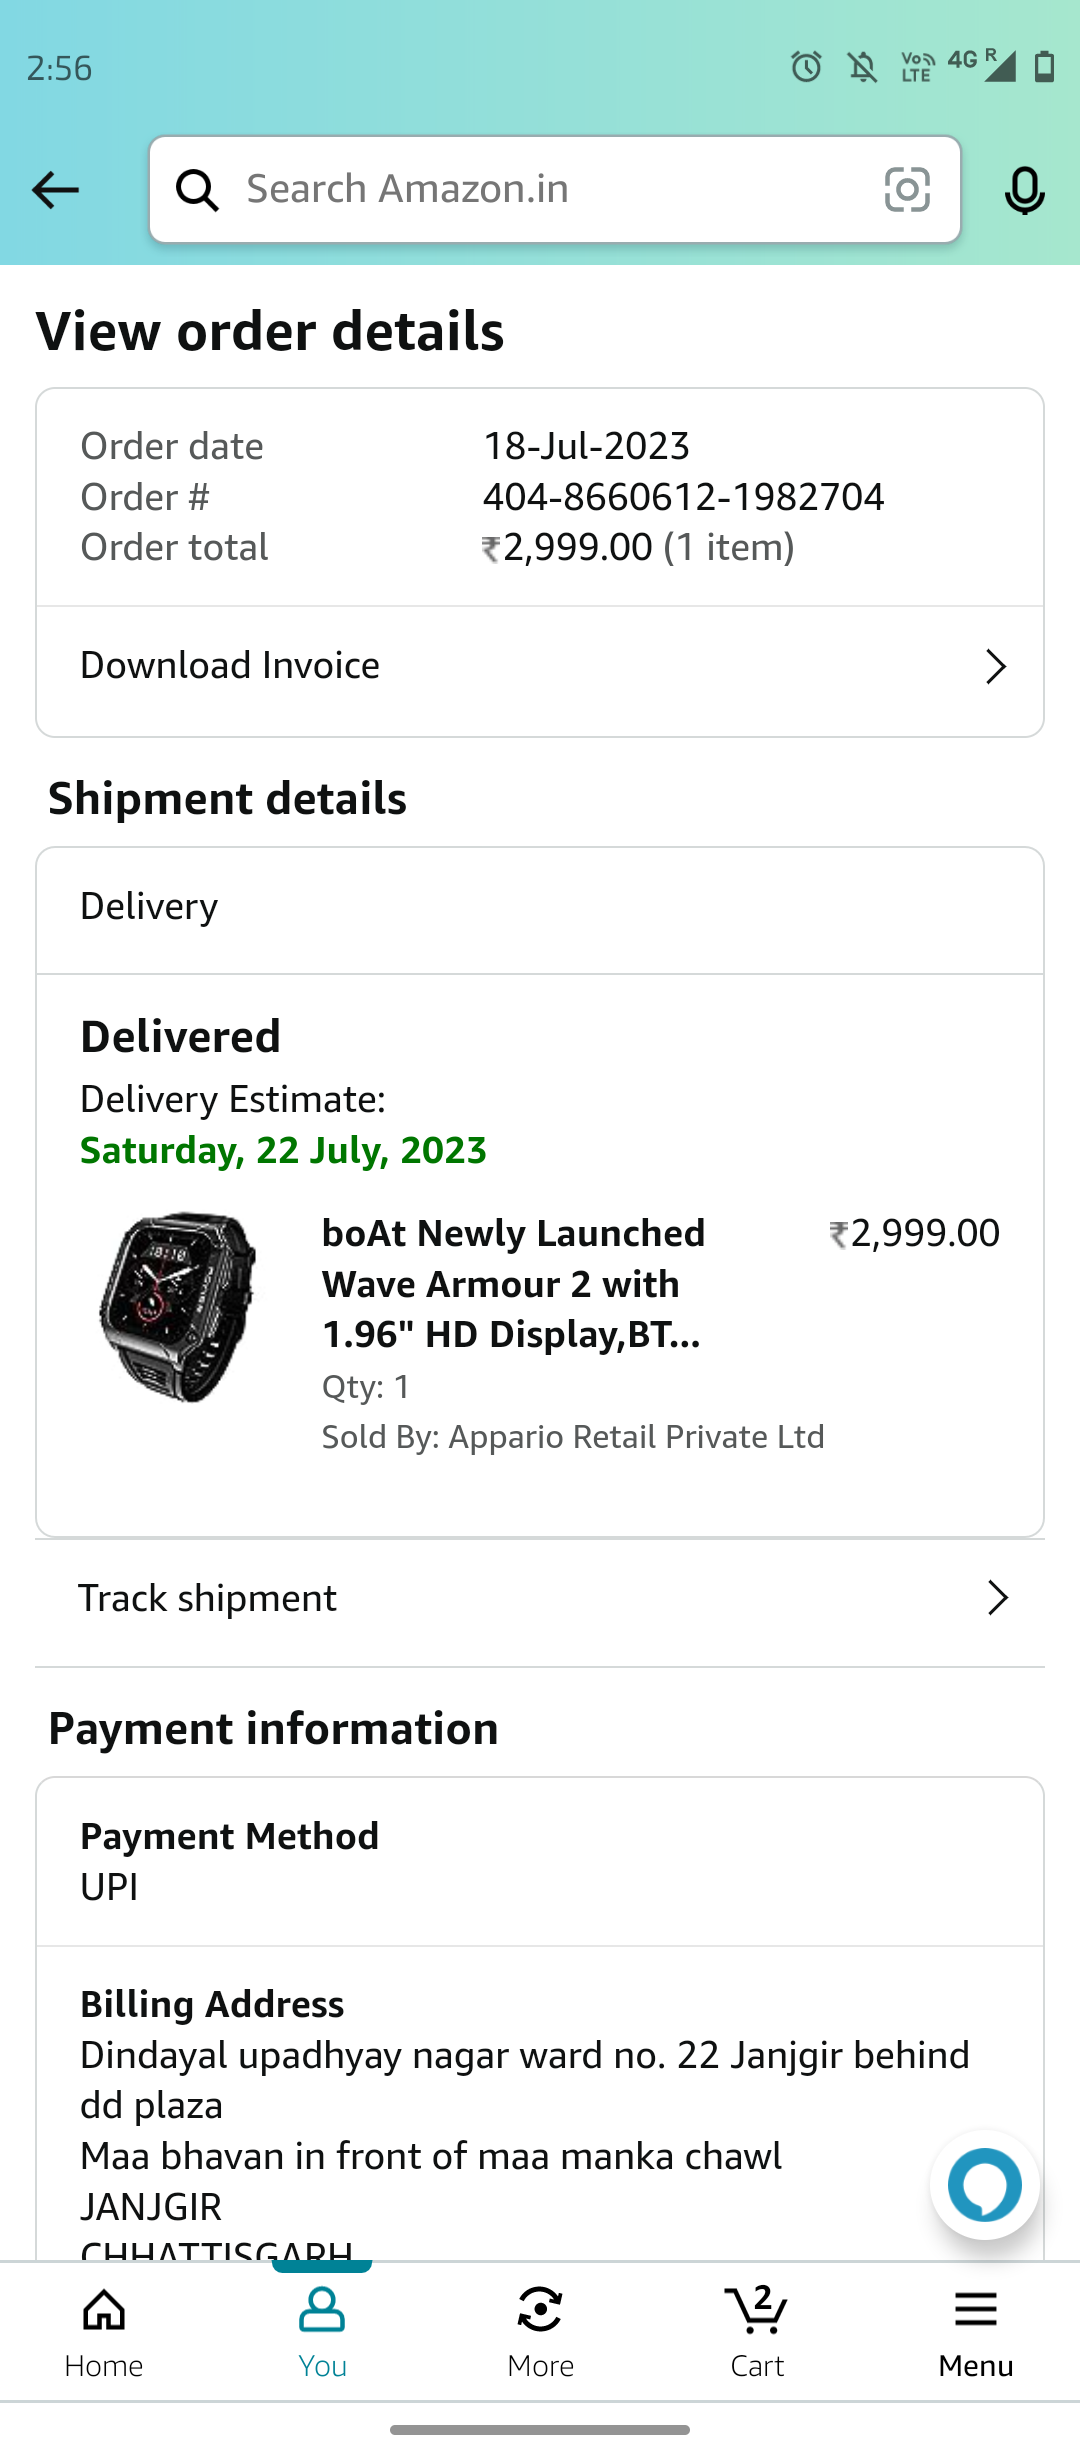 2:56
Vo LTE 4G R
Search Amazon.in
View order details
Order date 18-Jul-2023
Order # 404-8660612-1982704
Order total ₹2,999.00 (1 item)
Download Invoice
Shipment details
Delivery
Delivered
Delivery Estimate:
Saturday, 22 July, 2023
boAt Newly Launched ₹2,999.00
Wave Armour 2 with
1.96" HD Display,BT...
Qty: 1
Sold By: Appario Retail Private Ltd
Track shipment
Payment information
Payment Method
UPI
Billing Address
Dindayal upadhyay nagar ward no. 22 Janjgir behind
dd plaza
Maa bhavan in front of maa manka chawl
JANJGIR
CHHATTISGARH
2
Home You More Cart Menu